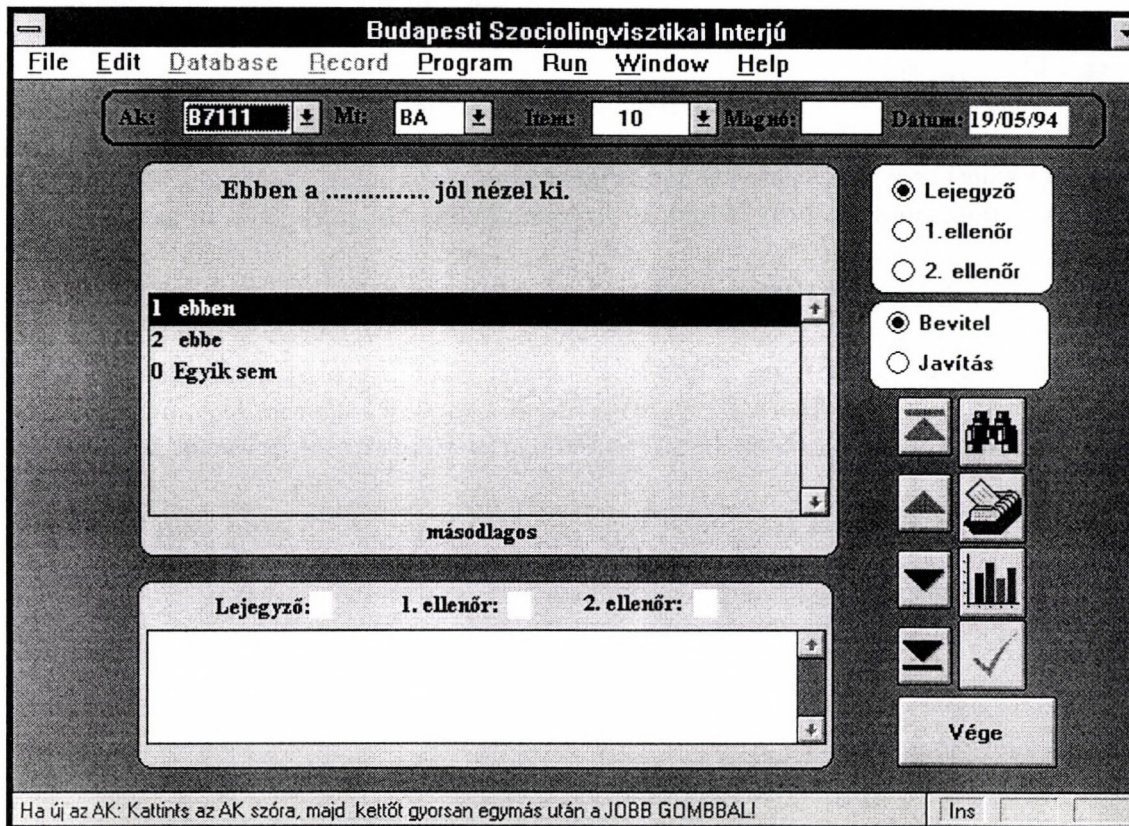 Budapesti Szociolingvisztikai Interjú
File Edit Database Record Program Run Window Help
Ak: B7111 Mt: BA Item: 10 Magnó: Datum: 19/05/94
Ebben a ............... jól nézel ki.
1 ebben
2 ebbe
0 Egyik sem
másodlagos
Lejegyző: 1. ellenőr: 2. ellenőr:
Lejegyző
1. ellenőr
2. ellenőr
Bevitel
Javítás
Vége
Ha új az AK: Kattints az AK szóra, majd kettőt gyorsan egymás után a JOBB GOMBBAL! Ins